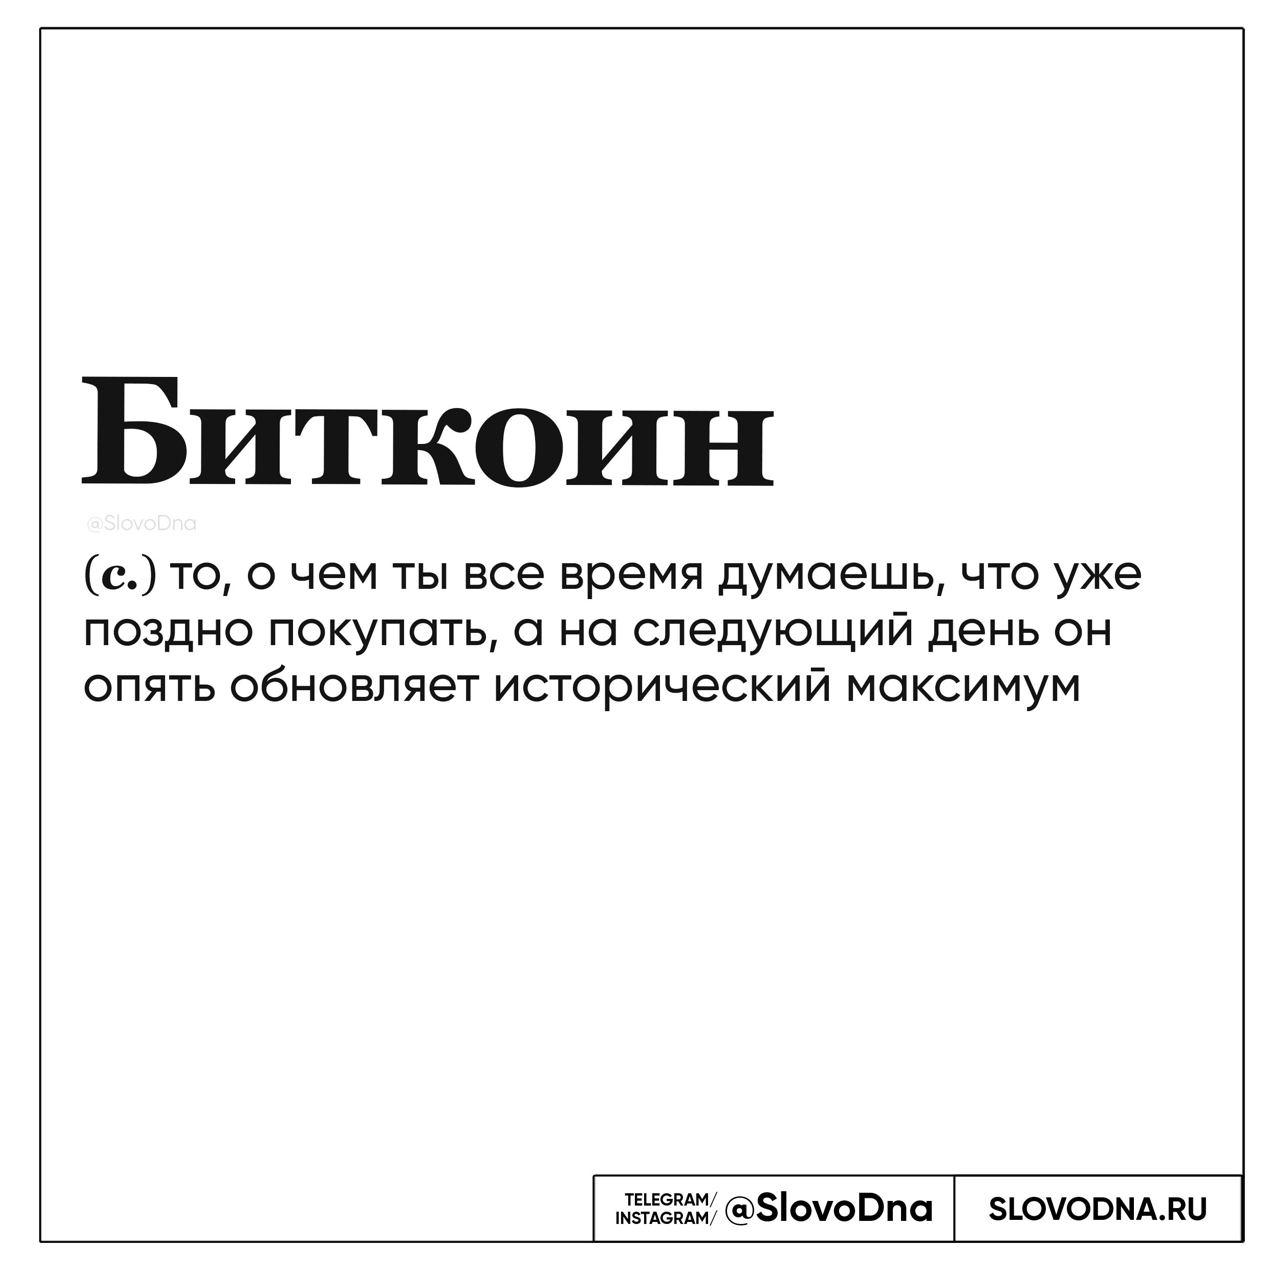 Биткоин
@SlovoDna
(с.) то, о чем ты все время думаешь, что уже
поздно покупать, а на следующий день он
опять обновляет исторический максимум
TELEGRAM/
INSTAGRAM/
@SlovoDna
SLOVODNA.RU